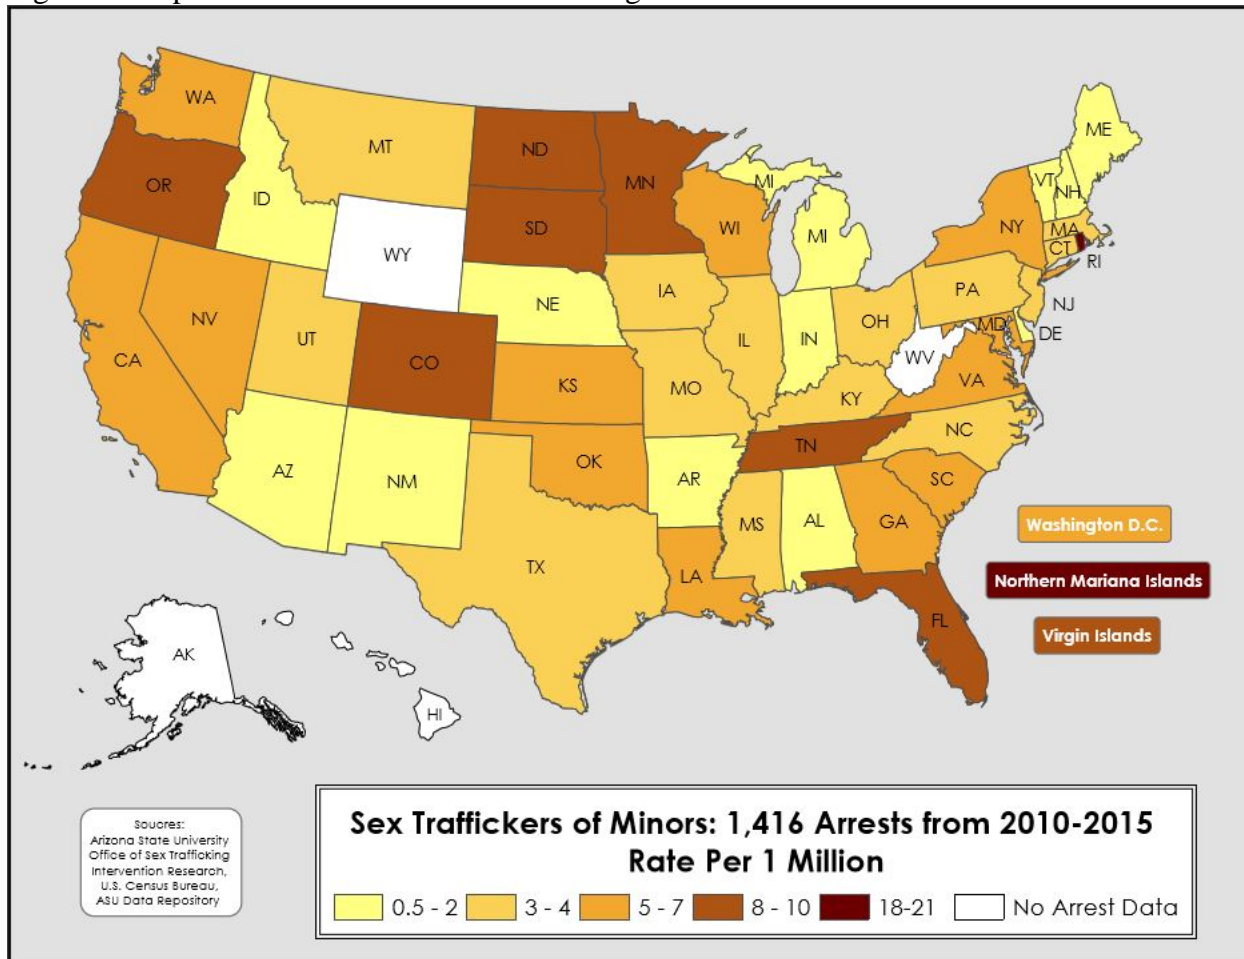 WA
MT
ND
MN
ME
VT
NH
OR
ID
SD
WI
MI
MI
NY
MA
CT
RI
WY
IA
PA
NJ
NE
OH
MD
DE
NV
UT
IL
IN
WV
CA
CO
KS
MO
KY
VA
NC
TN
AZ
NM
OK
AR
SC
MS
AL
GA
TX
LA
FL
AK
HI
Washington D.C.
Northern Mariana Islands
Virgin Islands
Souores:
Arizona State University
Office of Sex Trafficking
Intervention Research,
U.S. Census Bureau,
ASU Data Repository
Sex Traffickers of Minors: 1,416 Arrests from 2010-2015
Rate Per 1 Million
0.5 - 2
3 - 4
5 - 7
8 - 10
18-21
No Arrest Data